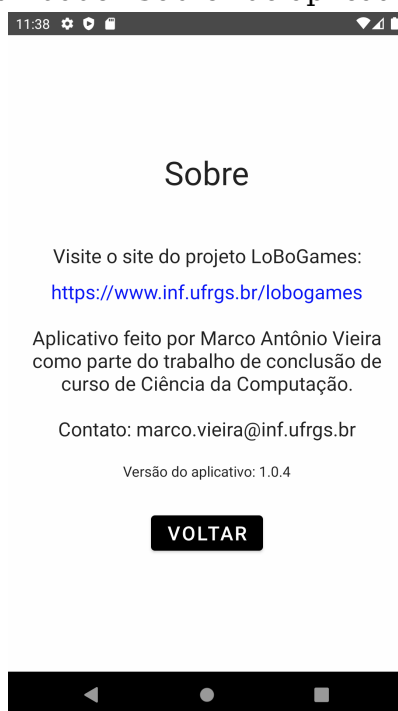 11:38
Sobre
Visite o site do projeto LoBoGames:
https://www.inf.ufrgs.br/lobogames
Aplicativo feito por Marco Antônio Vieira
como parte do trabalho de conclusão de
curso de Ciência da Computação.
Contato: marco.vieira@inf.ufrgs.br
Versão do aplicativo: 1.0.4
VOLTAR